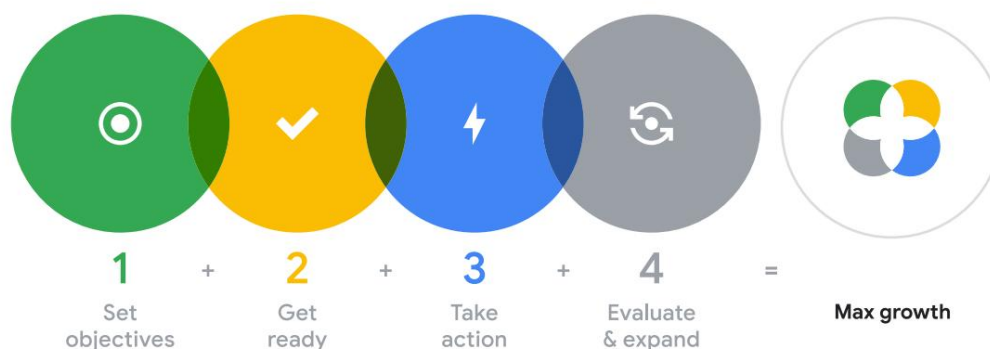 1 + 2 + 3 + 4 =
Set objectives
Get ready
Take action
Evaluate & expand
Max growth